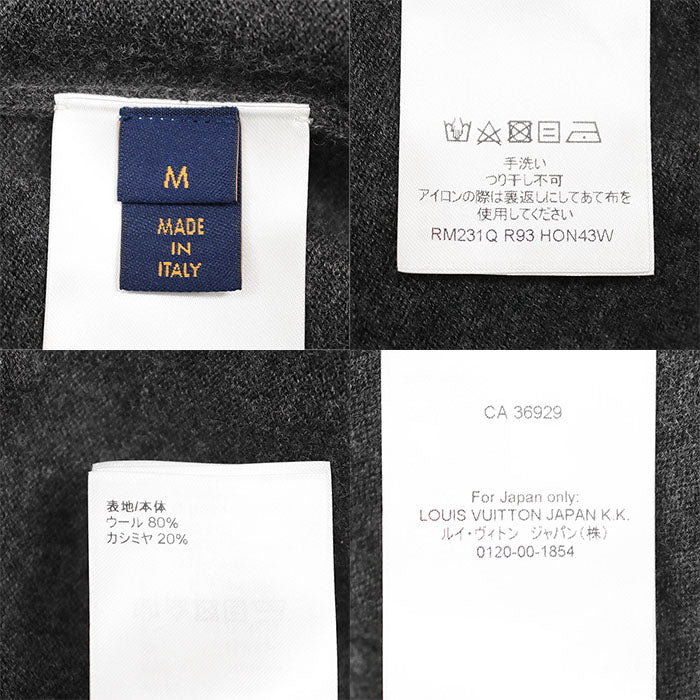 M
MADE
IN
ITALY
手洗い
つり干し不可
アイロンの際は裏返しにしてあて布を
使用してください
RM231Q R93 HON43W
表地/本体
ウール 80%
カシミヤ 20%
CA 36929
For Japan only:
LOUIS VUITTON JAPAN K.K.
ルイ・ヴィトン ジャパン(株)
0120-00-1854